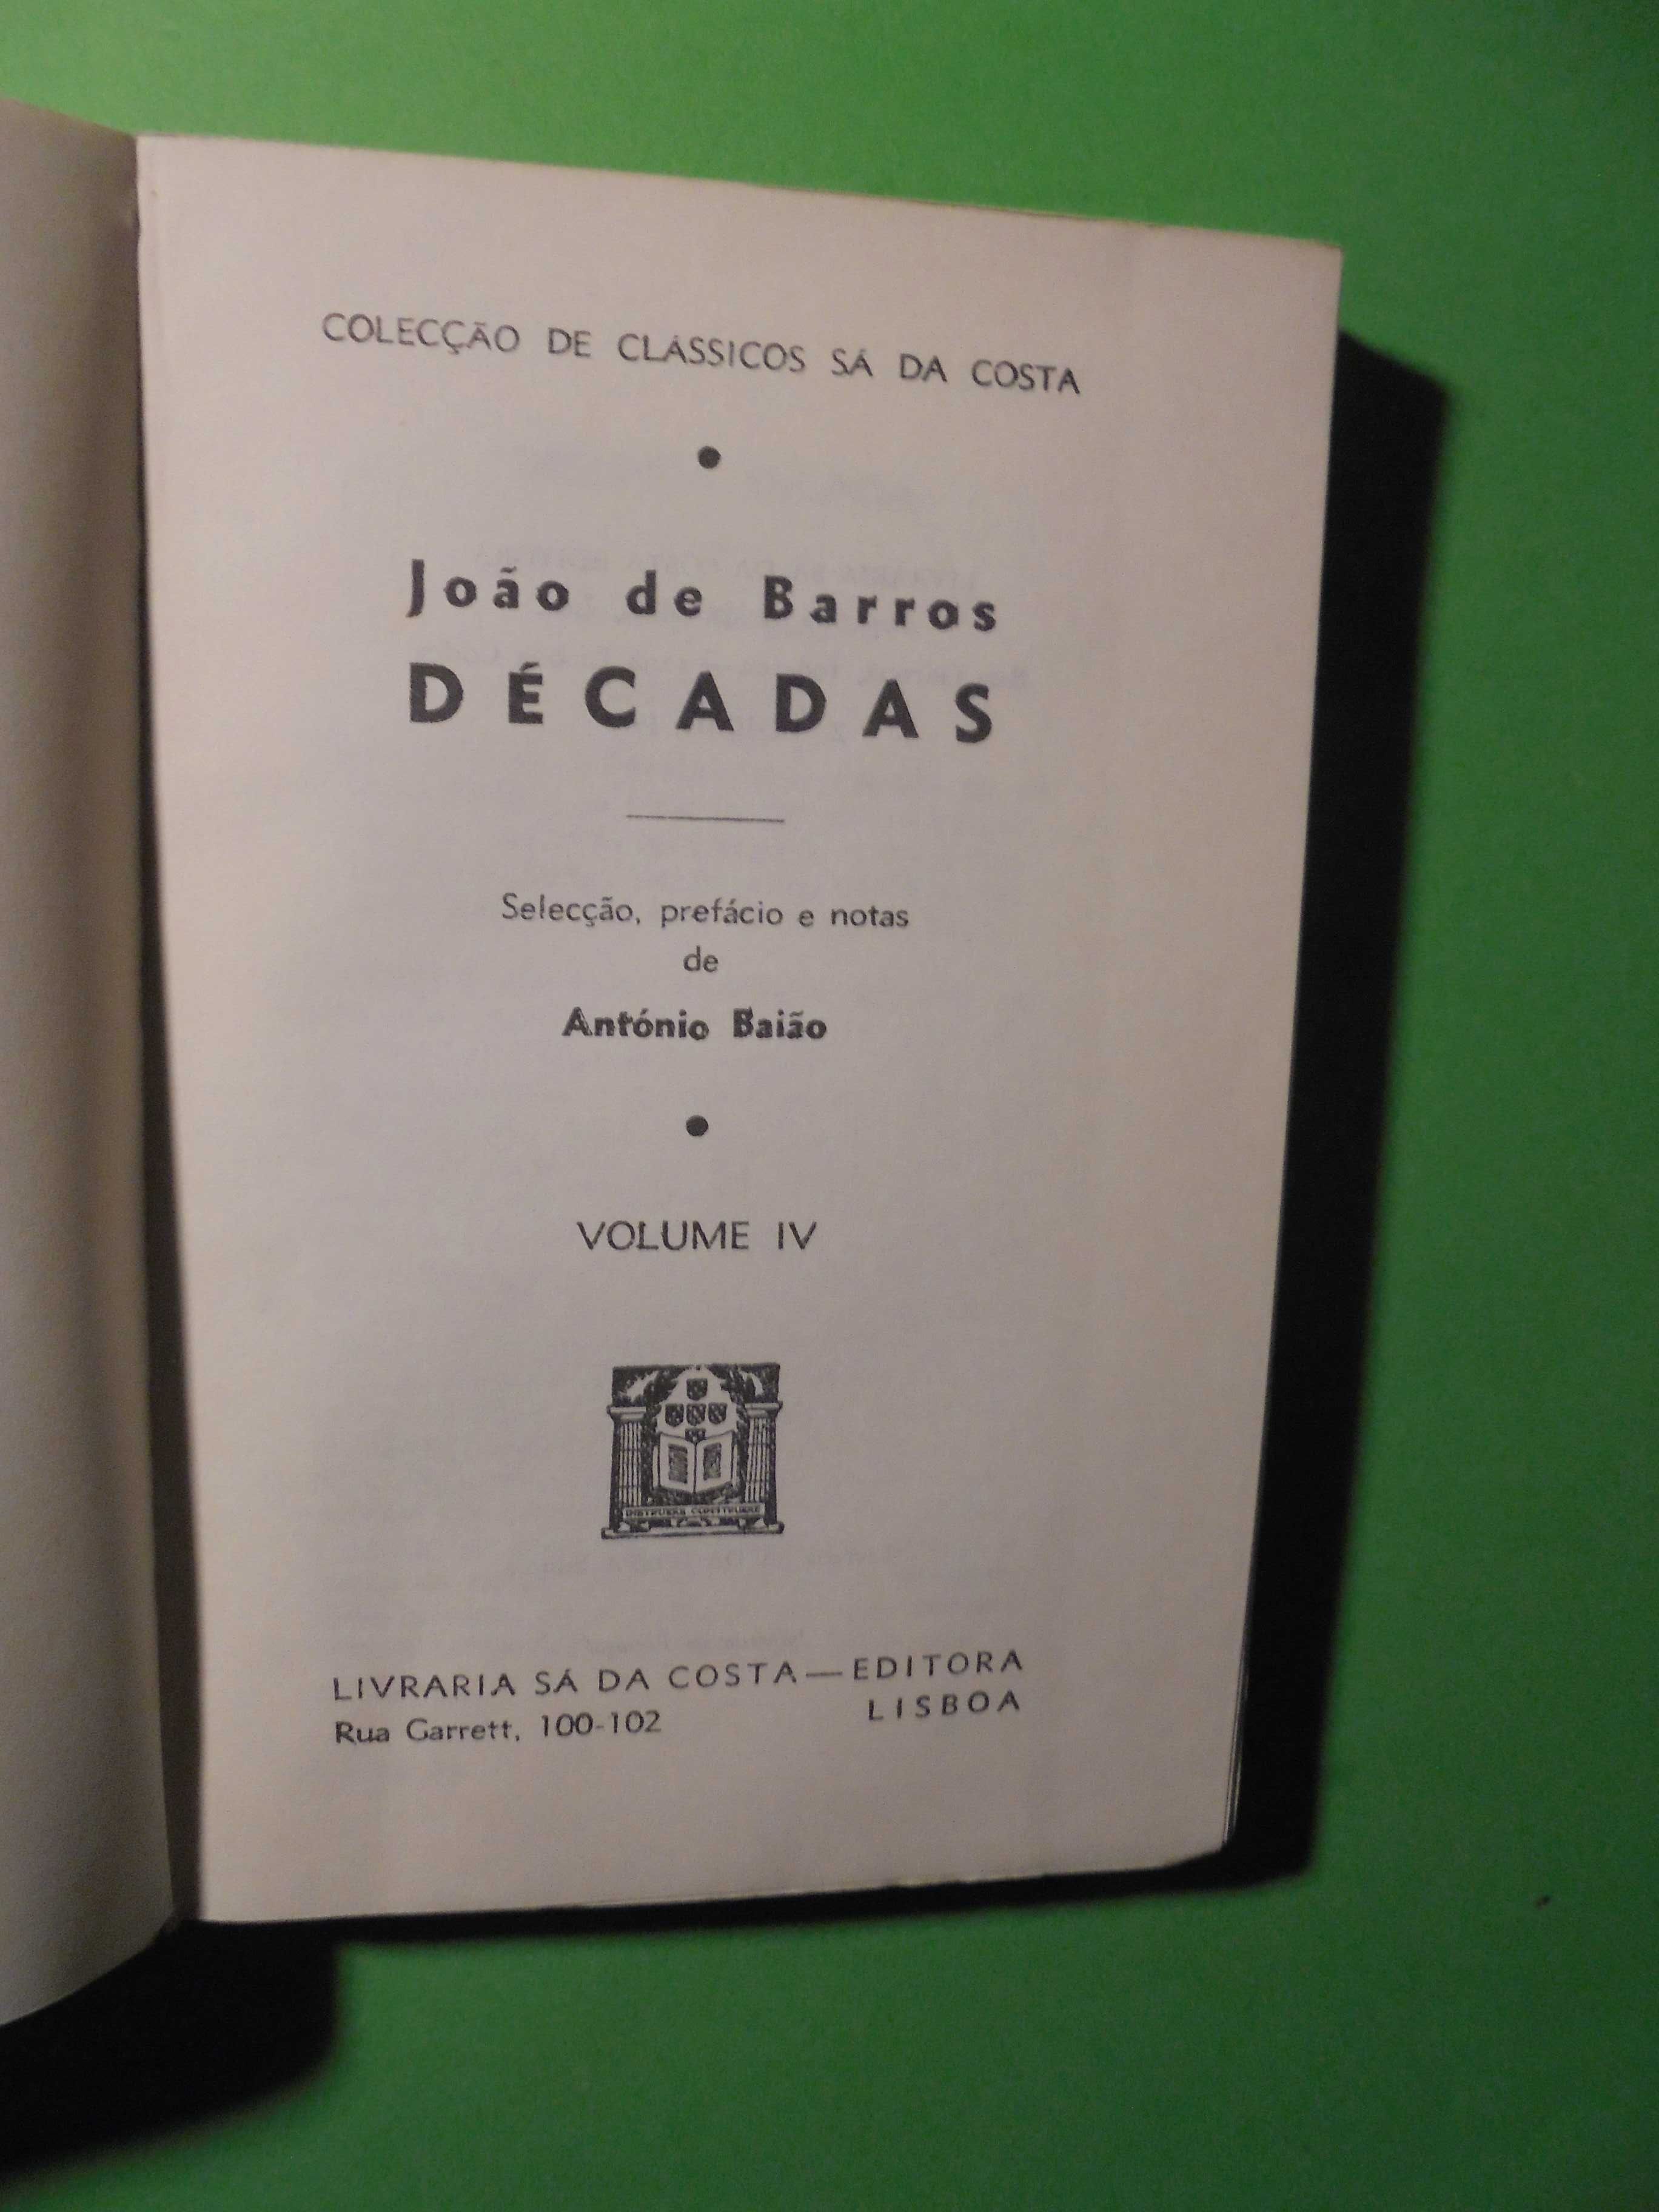 COLECÇÃO DE CLÁSSICOS SÁ DA COSTA
João de Barros
DÉCADAS
Selecção, prefácio e notas
de
António Baião
VOLUME IV
LIVRARIA SÁ DA COSTA — EDITORA
Rua Garrett, 100-102 LISBOA